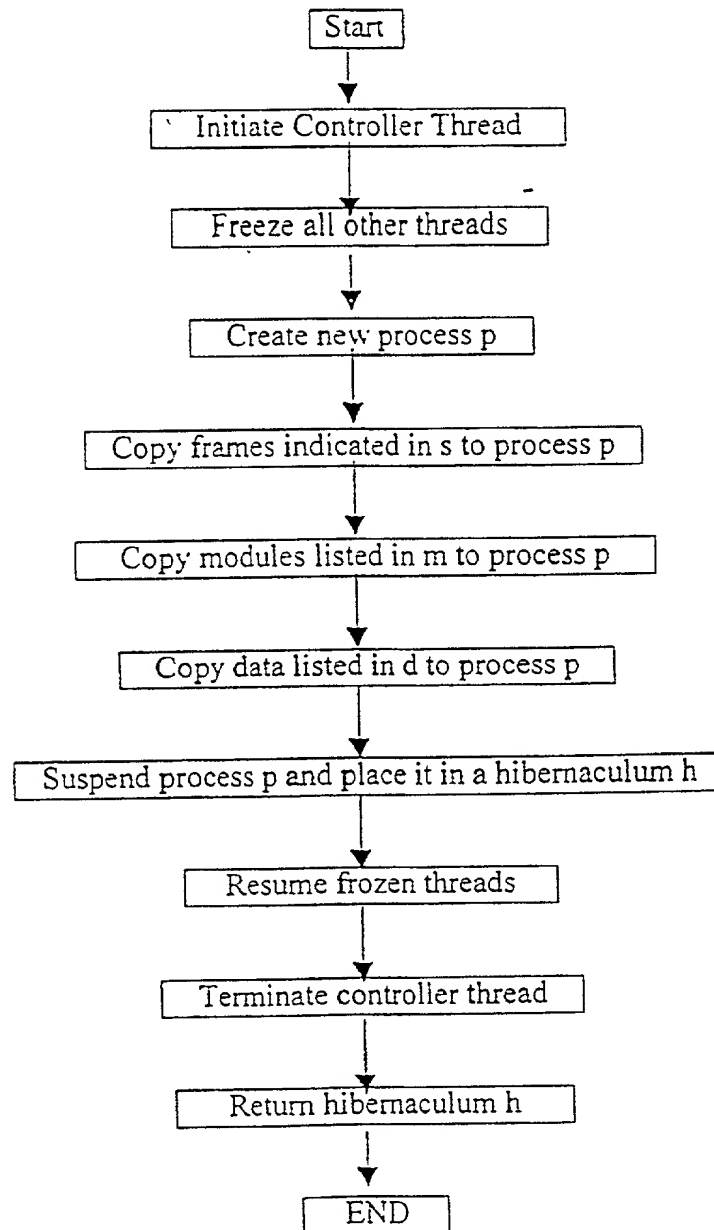 Start
Initiate Controller Thread
Freeze all other threads
Create new process p
Copy frames indicated in s to process p
Copy modules listed in m to process p
Copy data listed in d to process p
Suspend process p and place it in a hibernaculum h
Resume frozen threads
Terminate controller thread
Return hibernaculum h
END